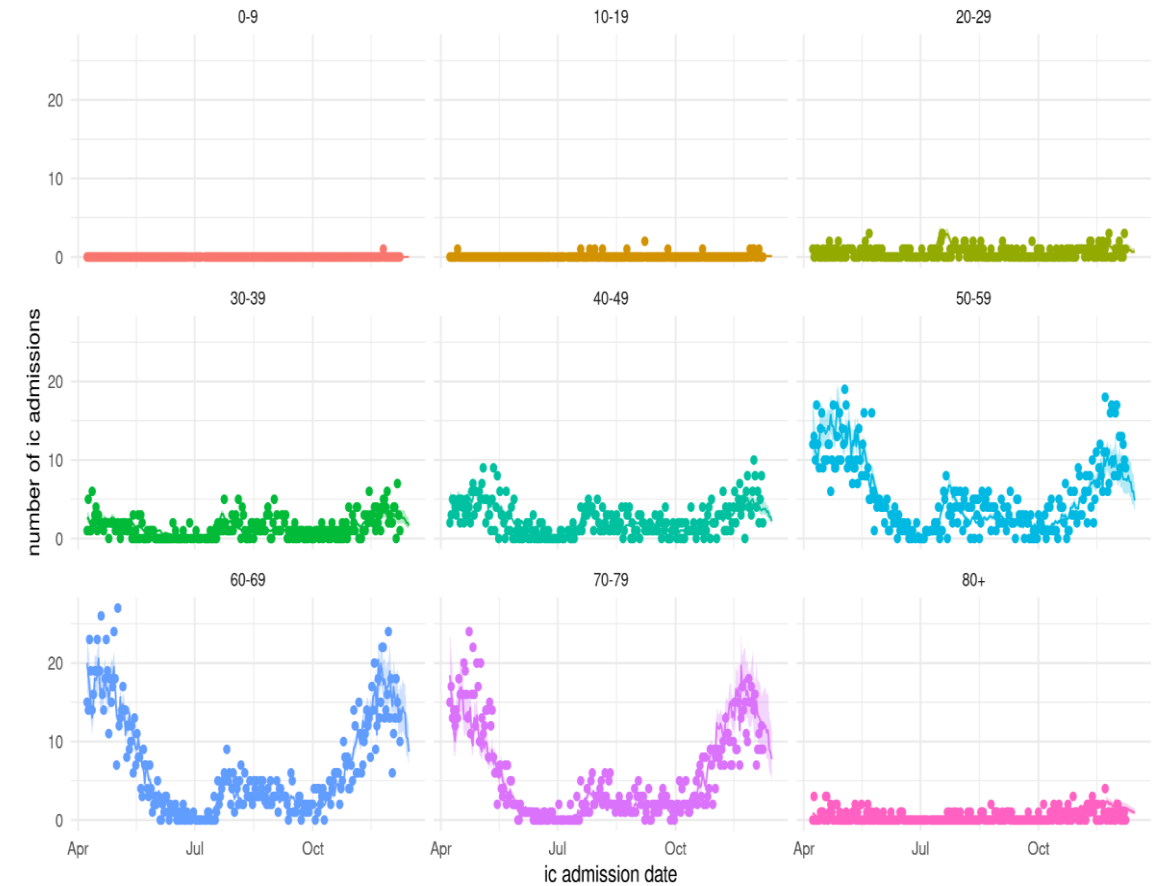 0-9 10-19 20-29
20
10
0
30-39 40-49 50-59
20
10
0
60-69 70-79 80+
20
10
0
Apr Jul Oct Apr Jul Oct Apr Jul Oct
number of ic admissions
ic admission date